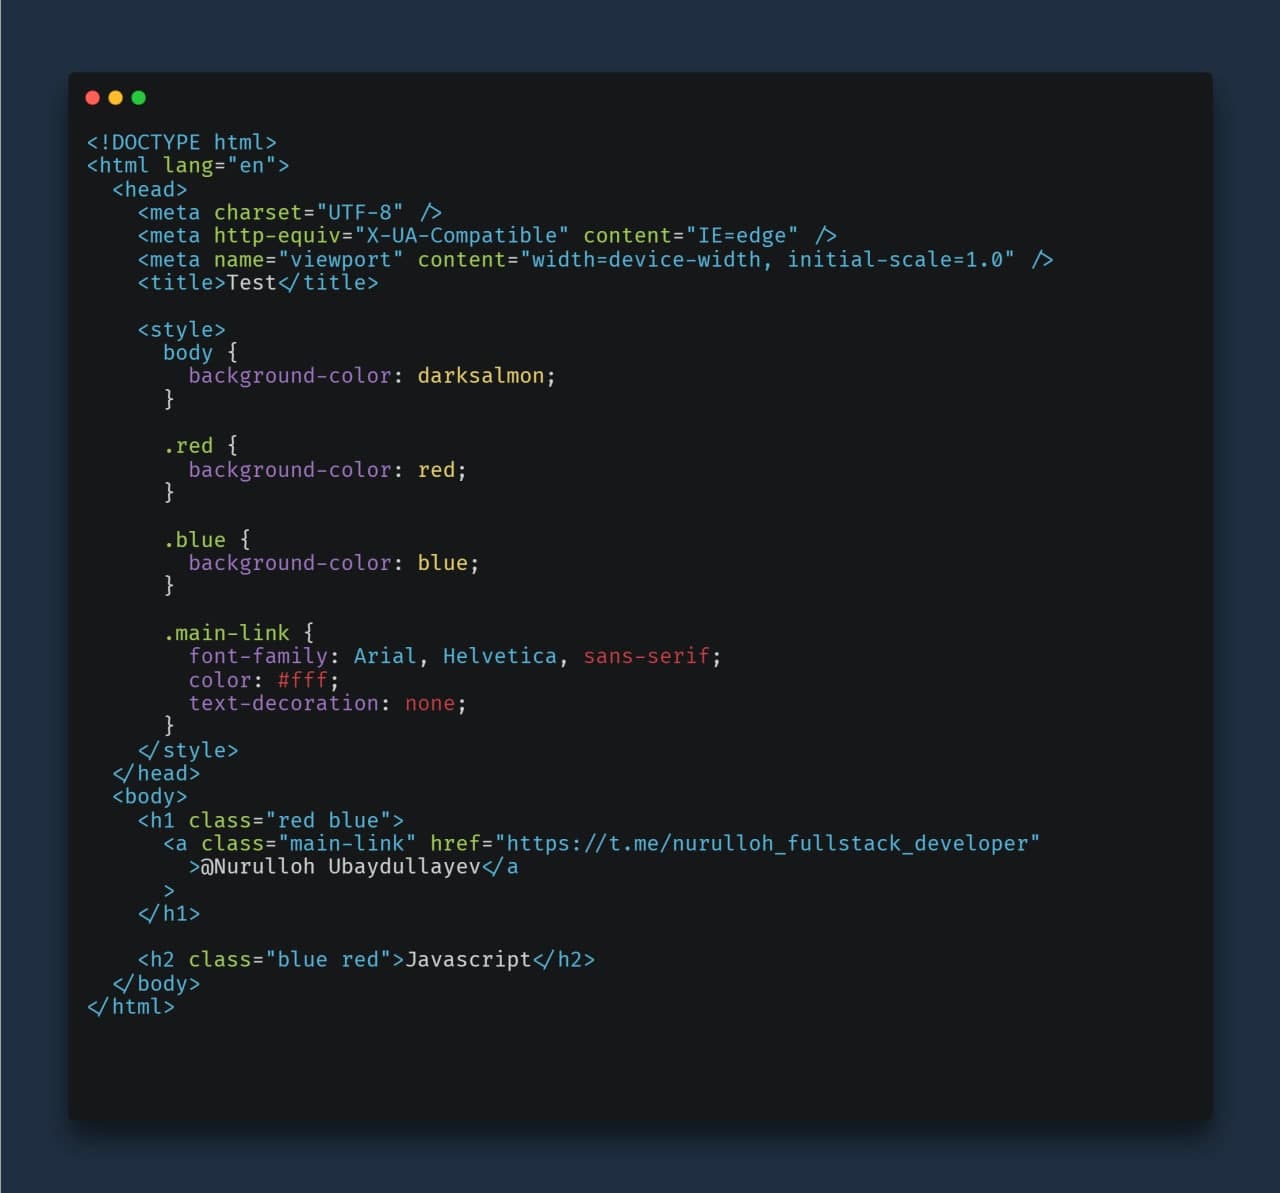 <!DOCTYPE html>
<html lang="en">
  <head>
    <meta charset="UTF-8" />
    <meta http-equiv="X-UA-Compatible" content="IE=edge" />
    <meta name="viewport" content="width=device-width, initial-scale=1.0" />
    <title>Test</title>

    <style>
      body {
        background-color: darksalmon;
      }

      .red {
        background-color: red;
      }

      .blue {
        background-color: blue;
      }

      .main-link {
        font-family: Arial, Helvetica, sans-serif;
        color: #fff;
        text-decoration: none;
      }
    </style>
  </head>
  <body>
    <h1 class="red blue">
      <a class="main-link" href="https://t.me/nurulloh_fullstack_developer"
        >@Nurulloh Ubaydullayev</a
      >
    </h1>

    <h2 class="blue red">Javascript</h2>
  </body>
</html>